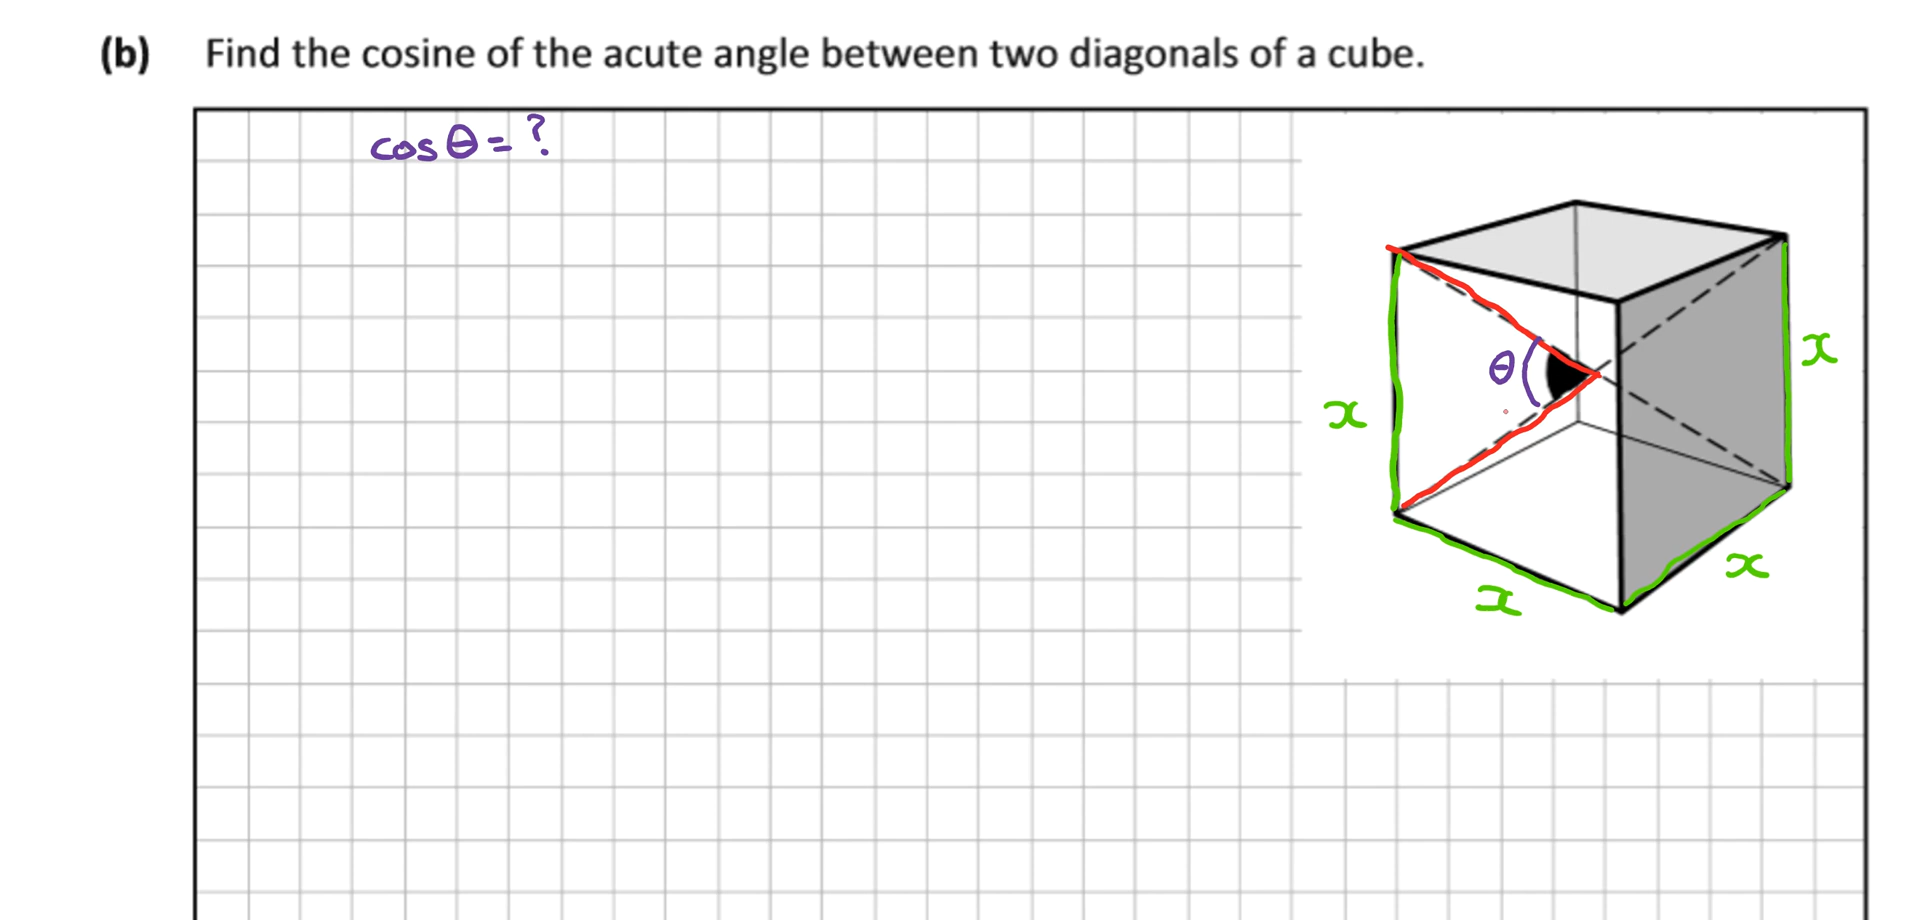 (b) Find the cosine of the acute angle between two diagonals of a cube.
cos θ = ?
θ
x
x
x
x